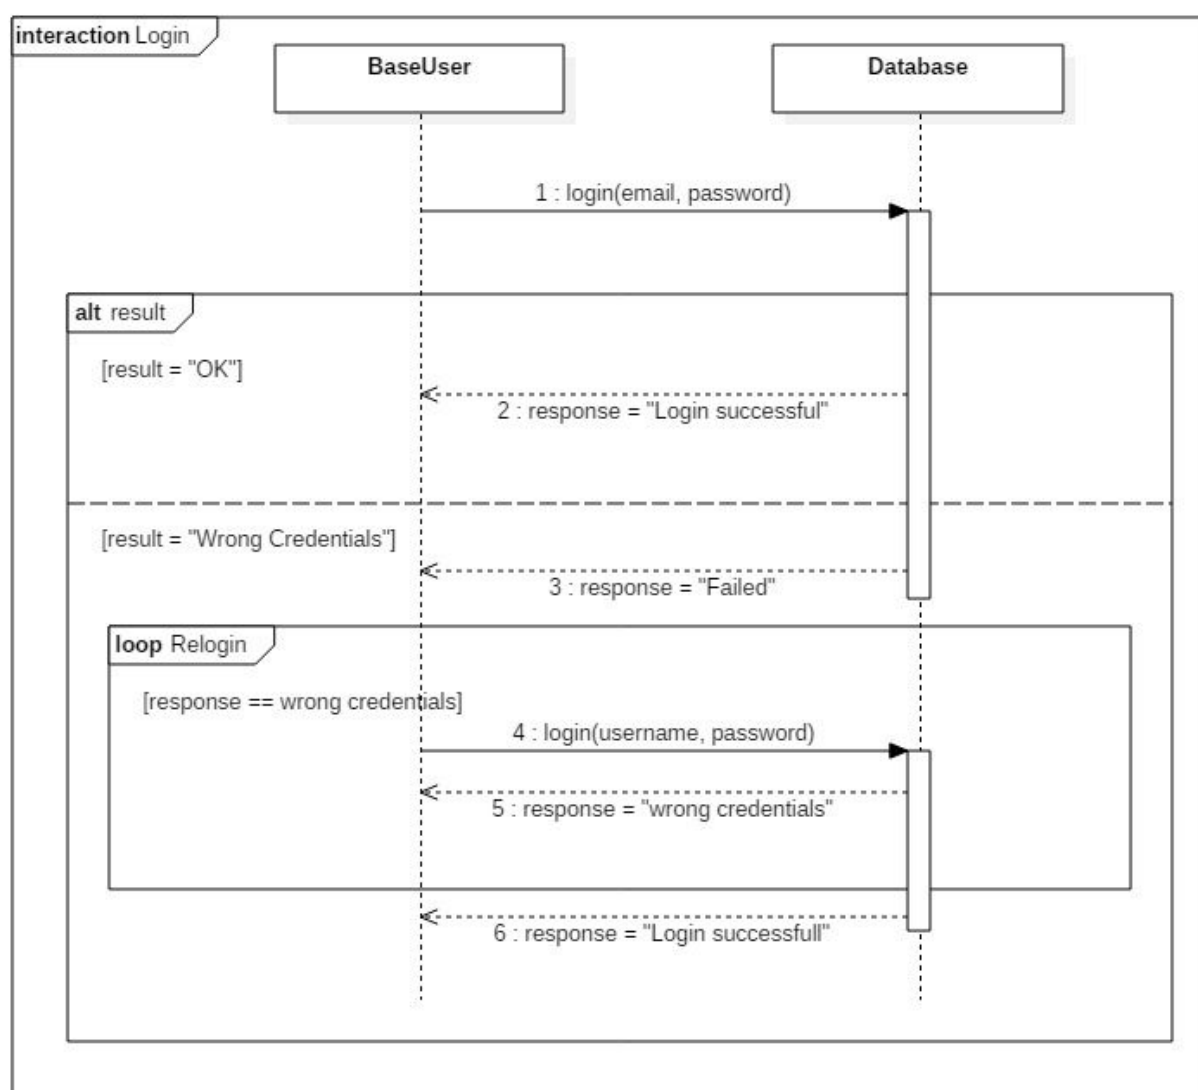 interaction Login
BaseUser
Database
1 : login(email, password)
alt result
[result = "OK"]
2 : response = "Login successful"
[result = "Wrong Credentials"]
3 : response = "Failed"
loop Relogin
[response == wrong credentials]
4 : login(username, password)
5 : response = "wrong credentials"
6 : response = "Login successfull"